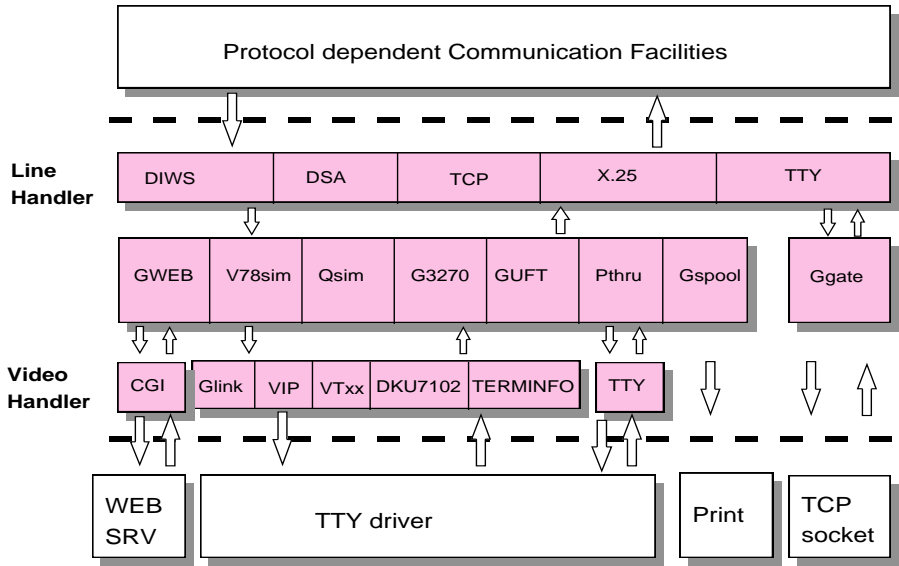 Protocol dependent Communication Facilities
Line
Handler
DIWS DSA TCP X.25 TTY
GWEB V78sim Qsim G3270 GUFT Pthru Gspool Ggate
Video
Handler
CGI Glink VIP VTxx DKU7102 TERMINFO TTY
WEB
SRV
TTY driver
Print
TCP
socket